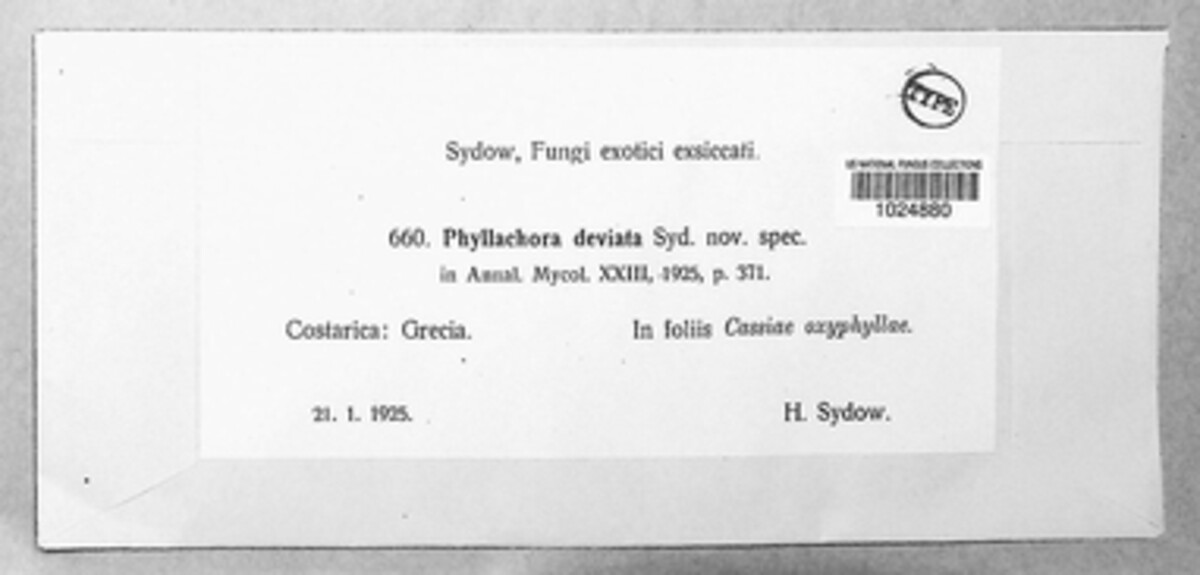 TYPE
Sydow, Fungi exotici exsiccati.
US NATIONAL FUNGUS COLLECTIONS
1024880
660. Phyllachora deviata Syd. nov. spec.
in Annal. Mycol. XXIII, 1925, p. 371.
Costarica: Grecia.
In foliis Cassiae oxyphyllae.
21. 1. 1925.
H. Sydow.